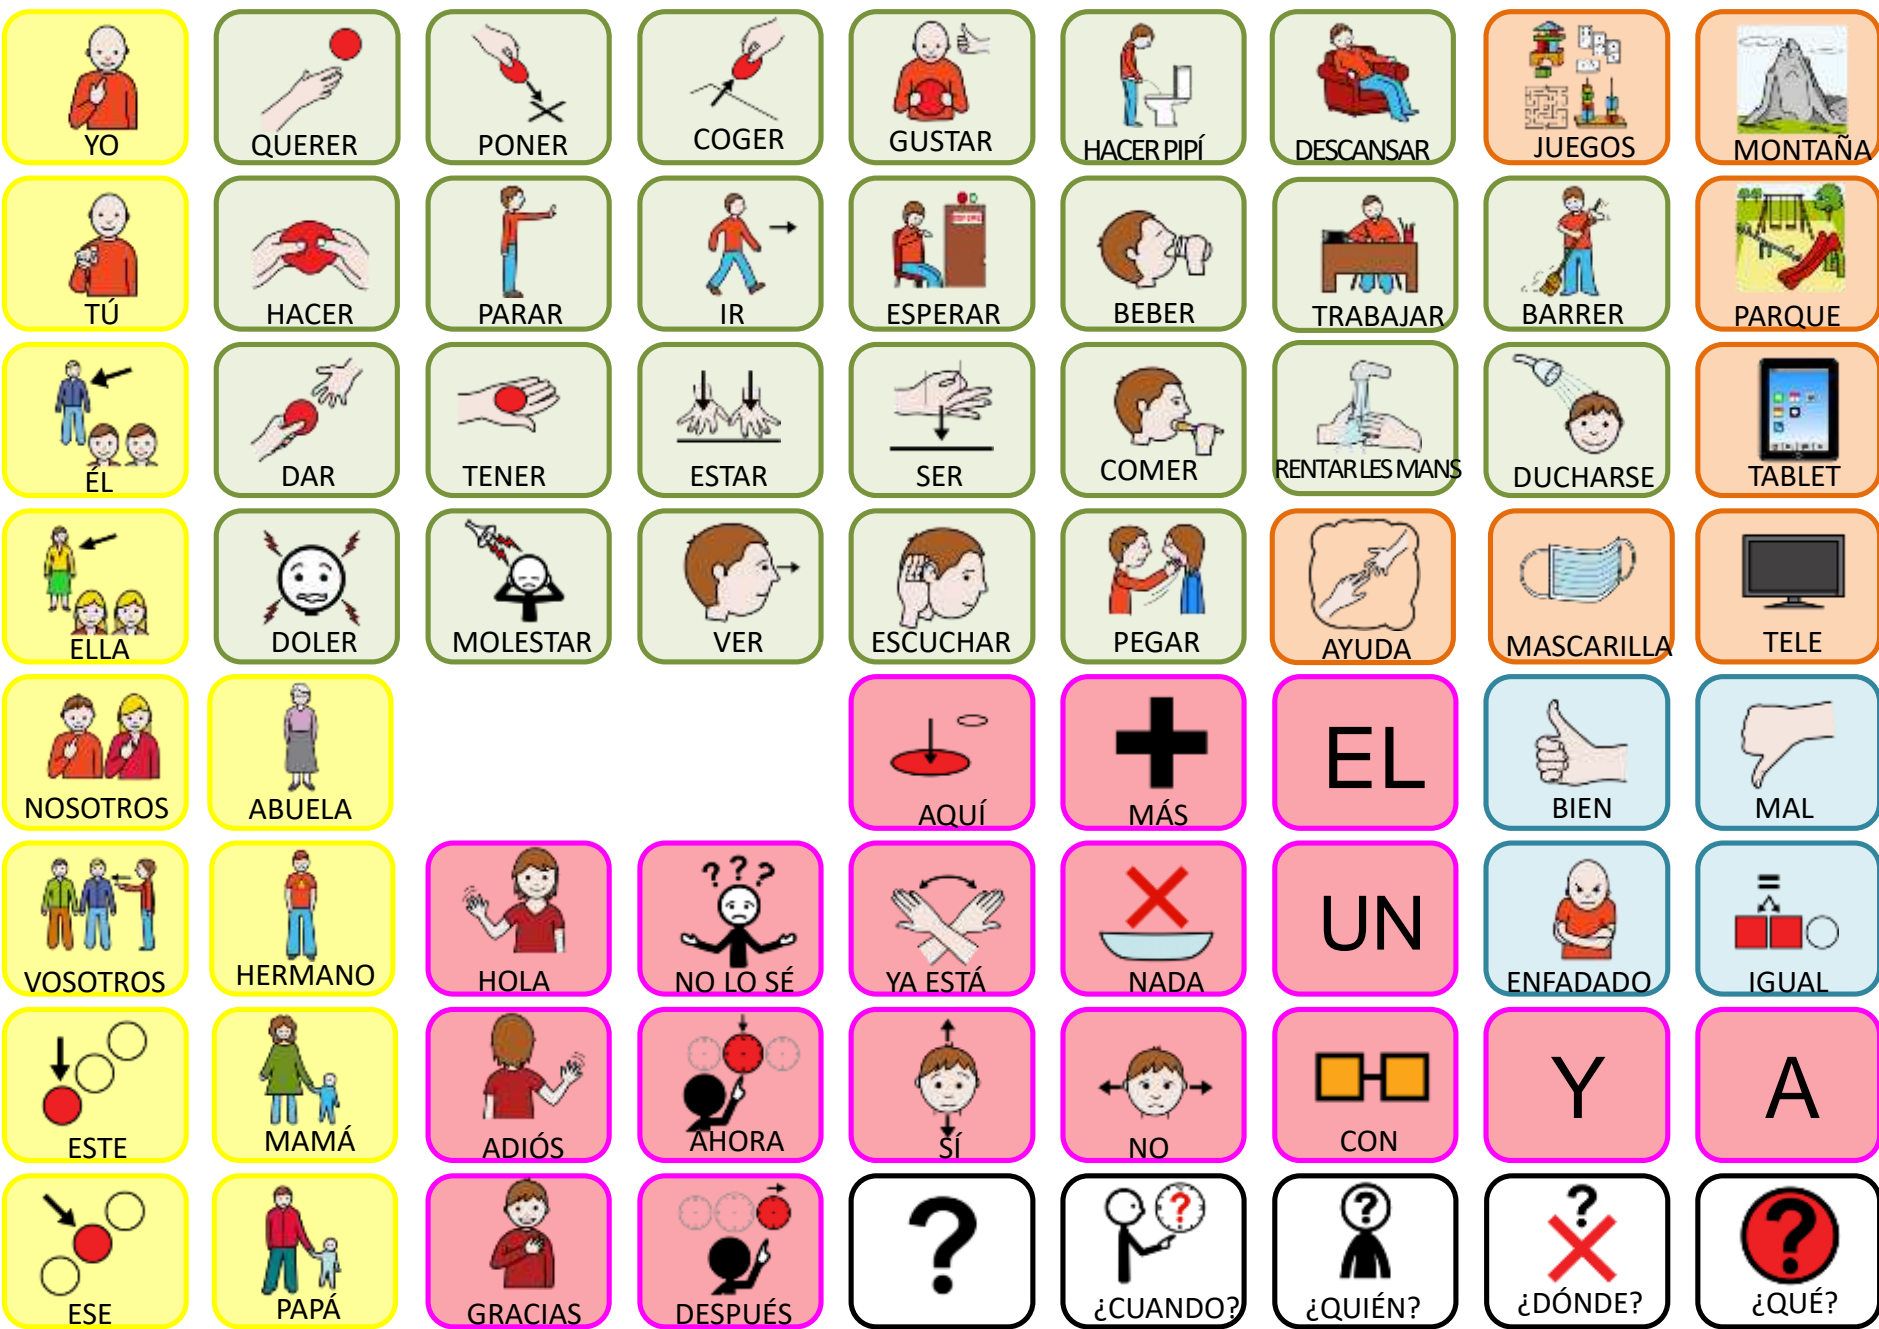 YO
QUERER
PONER
COGER
GUSTAR
HACER PIPÍ
DESCANSAR
JUEGOS
MONTAÑA
TÚ
HACER
PARAR
IR
ESPERAR
BEBER
TRABAJAR
BARRER
PARQUE
ÉL
DAR
TENER
ESTAR
SER
COMER
RENTAR LES MANS
DUCHARSE
TABLET
ELLA
DOLER
MOLESTAR
VER
ESCUCHAR
PEGAR
AYUDA
MASCARILLA
TELE
NOSOTROS
ABUELA
AQUÍ
MÁS
EL
BIEN
MAL
VOSOTROS
HERMANO
HOLA
???
NO LO SÉ
YA ESTÁ
NADA
UN
ENFADADO
=
IGUAL
ESTE
MAMÁ
ADIÓS
AHORA
SÍ
NO
CON
Y
A
ESE
PAPÁ
GRACIAS
DESPUÉS
?
?
¿CUANDO?
?
¿QUIÉN?
?
¿DÓNDE?
?
¿QUÉ?